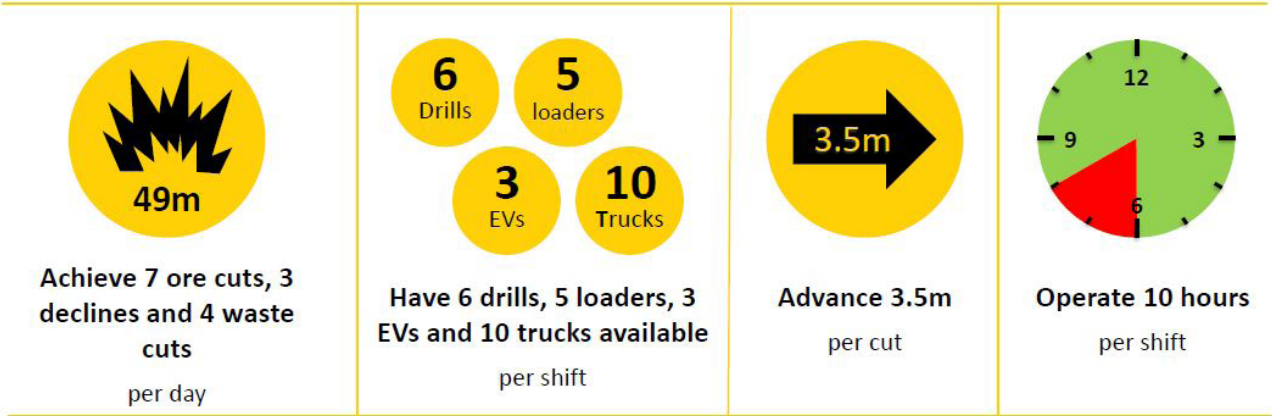 49m
Achieve 7 ore cuts, 3
declines and 4 waste
cuts
per day
6
Drills
5
loaders
3
EVs
10
Trucks
Have 6 drills, 5 loaders, 3
EVs and 10 trucks available
per shift
3.5m
Advance 3.5m
per cut
12
9
3
6
Operate 10 hours
per shift